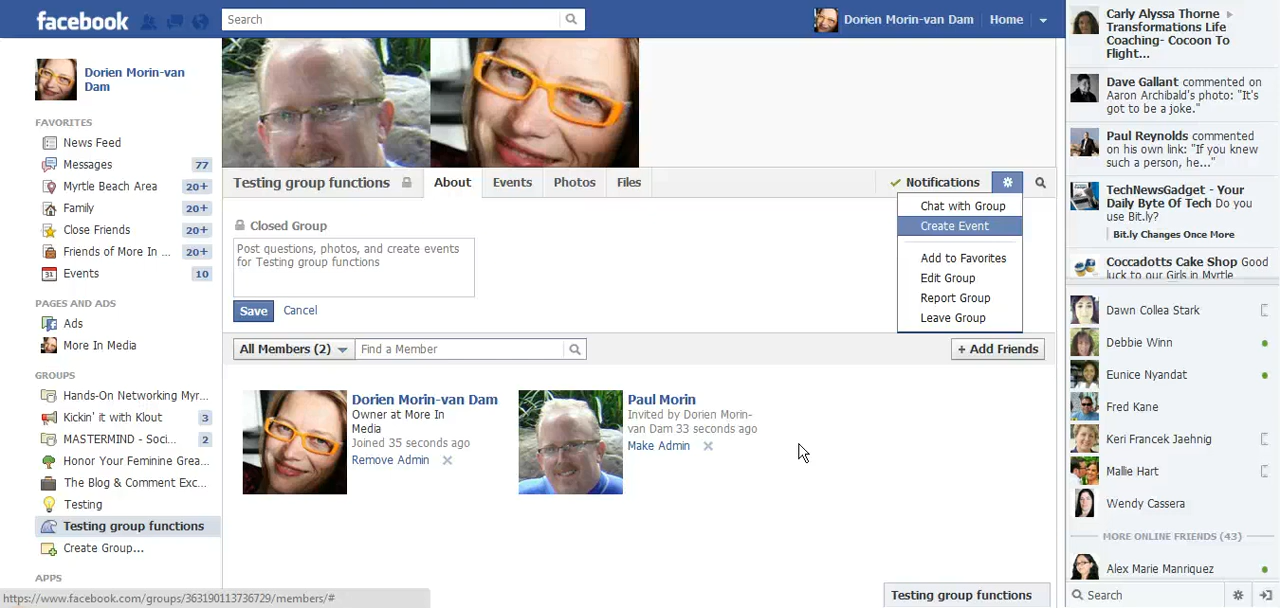 facebook
Search
Dorien Morin-van Dam
Home
Dorien Morin-van
Dam
FAVORITES
News Feed
Messages
77
Myrtle Beach Area
20+
Family
20+
Close Friends
20+
Friends of More In ...
20+
Events
10
PAGES AND ADS
Ads
More In Media
GROUPS
Hands-On Networking Myr...
Kickin' it with Klout
3
MASTERMIND - Soci...
2
Honor Your Feminine Grea...
The Blog & Comment Exc...
Testing
Testing group functions
Create Group...
APPS
https://www.facebook.com/groups/363190113736729/members/#
Testing group functions
About
Events
Photos
Files
Notifications
Chat with Group
Create Event
Add to Favorites
Edit Group
Report Group
Leave Group
Closed Group
Post questions, photos, and create events
for Testing group functions
Save
Cancel
All Members (2)
Find a Member
+ Add Friends
Dorien Morin-van Dam
Owner at More In
Media
Joined 35 seconds ago
Remove Admin
Paul Morin
Invited by Dorien Morin-
van Dam 33 seconds ago
Make Admin
Testing group functions
Carly Alyssa Thorne
Transformations Life
Coaching- Cocoon To
Flight...
Dave Gallant commented on
Aaron Archibald's photo: "It's
got to be a joke."
Paul Reynolds commented
on his own link: "If you knew
such a person, he..."
TechNewsGadget - Your
Daily Byte Of Tech Do you
use Bit.ly?
Bit.ly Changes Once More
Coccadotts Cake Shop Good
luck to our Girls in Myrtle
Dawn Collea Stark
Debbie Winn
Eunice Nyandat
Fred Kane
Keri Francek Jaehnig
Mallie Hart
Wendy Cassera
MORE ONLINE FRIENDS (43)
Alex Marie Manriquez
Search